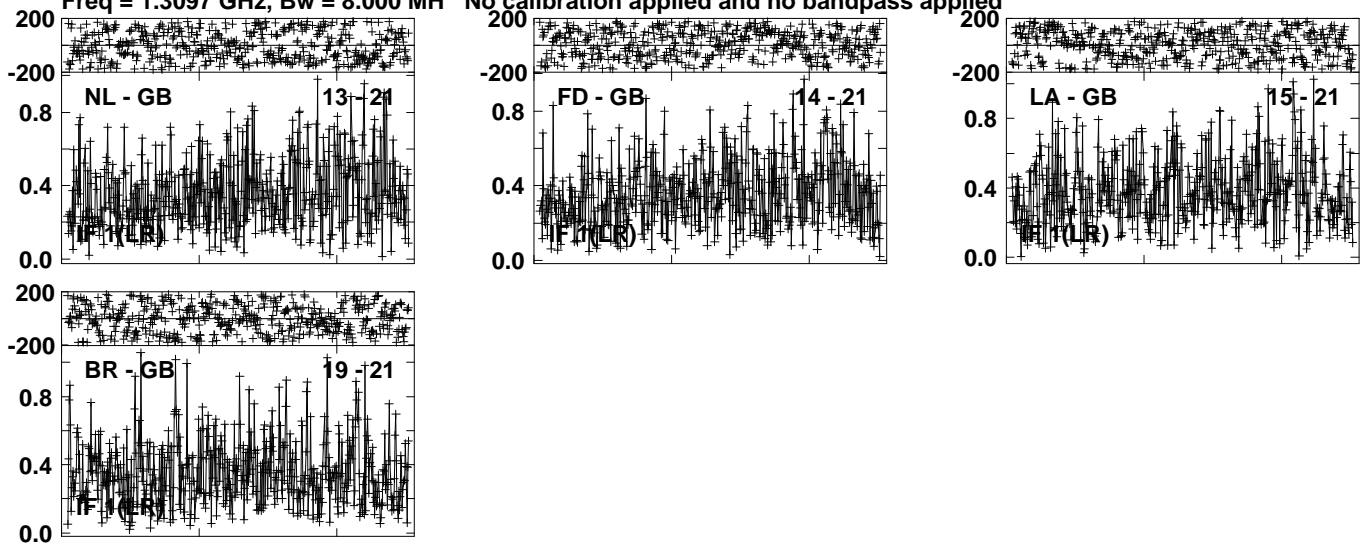 Freq = 1.3097 GHz, Bw = 8.000 MH No calibration applied and no bandpass applied
200 200 200
-200 -200 -200
NL - GB 13 - 21 FD - GB 14 - 21 LA - GB 15 - 21
0.8 0.8 0.8
0.4 0.4 0.4
IF 1(LR) IF 1(LR) IF 1(LR)
0.0 0.0 0.0
200
-200
BR - GB 19 - 21
0.8
0.4
IF 1(LR)
0.0